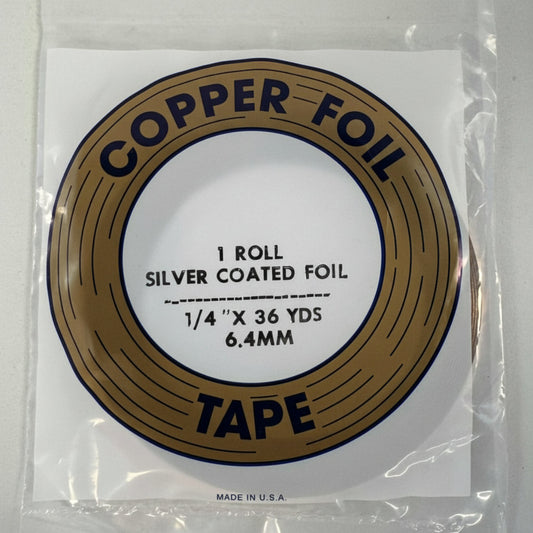 COPPER FOIL
1 ROLL
SILVER COATED FOIL
1/4 "X 36 YDS
6.4MM
TAPE
MADE IN U.S.A.